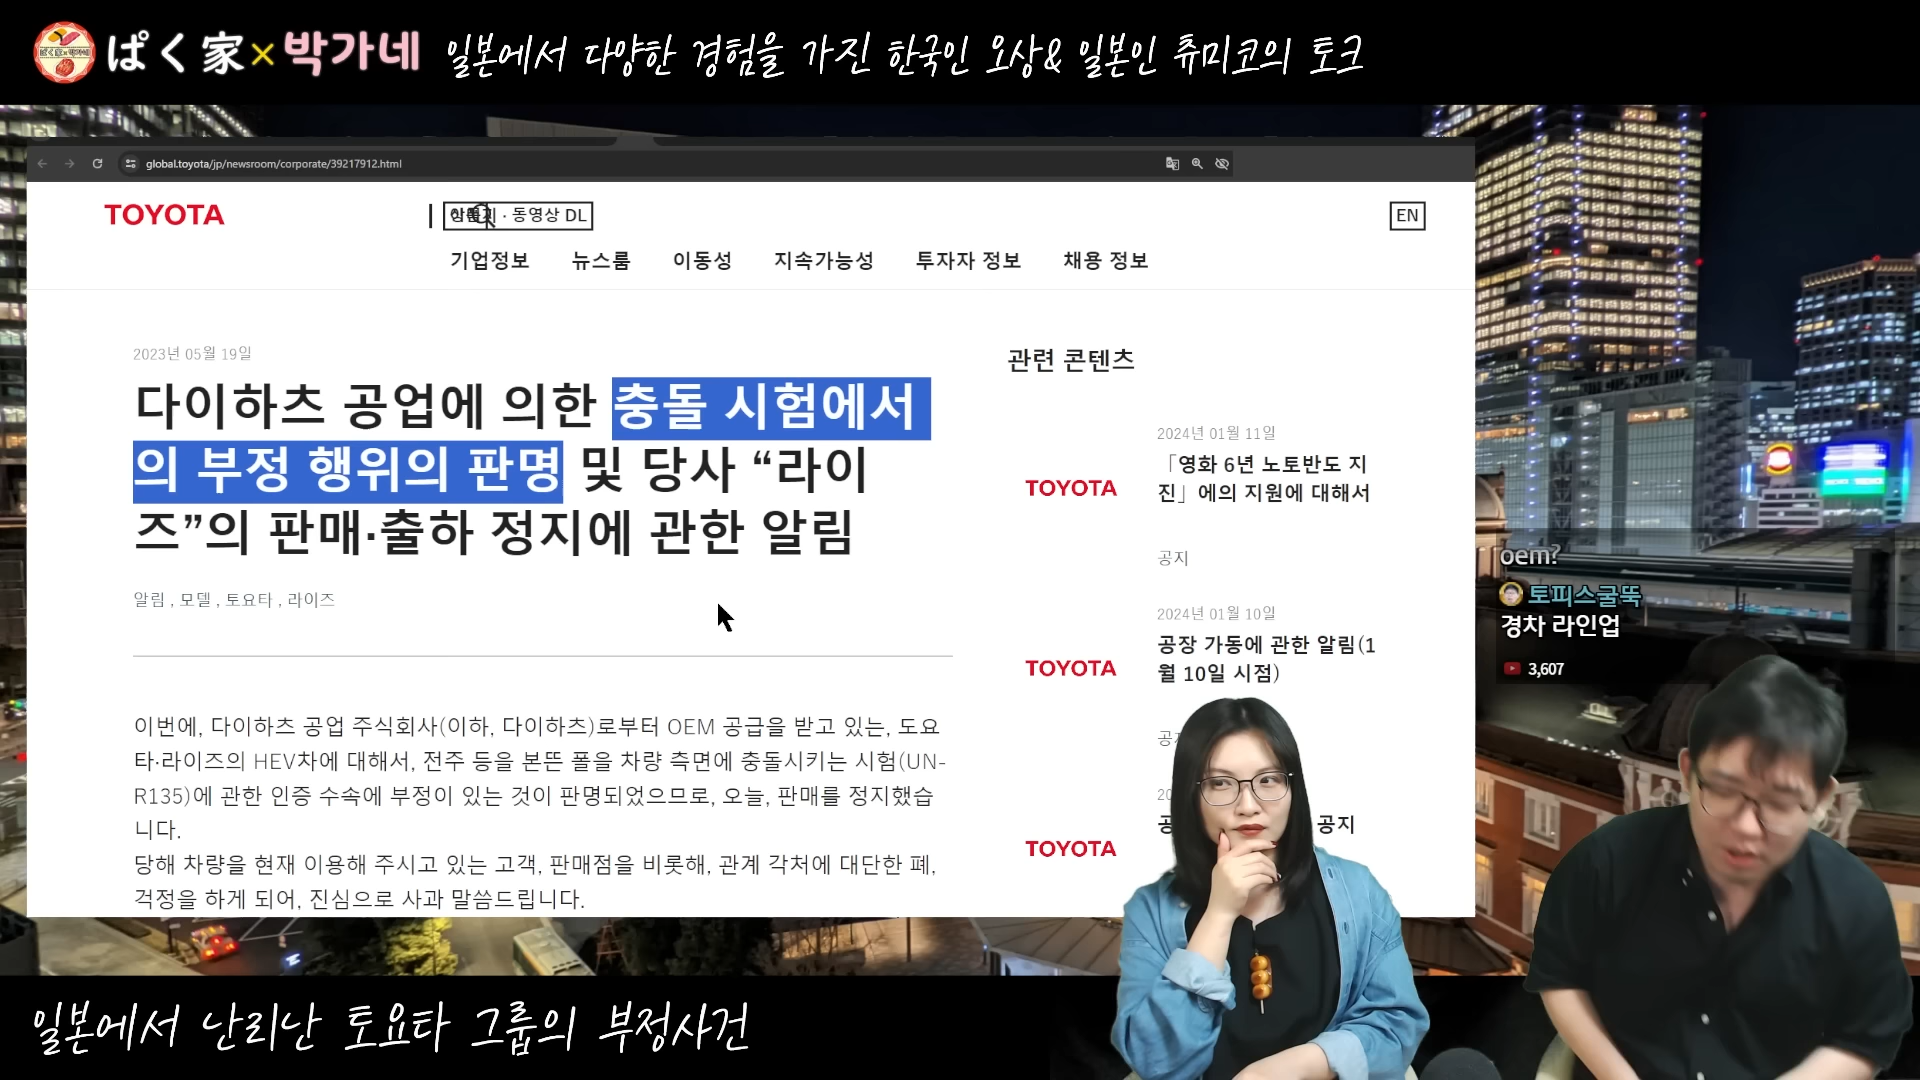 ぱく家×박가네 일본에서 다양한 경험을 가진 한국인 오상& 일본인 츄미코의 토크
global.toyota/jp/newsroom/corporate/39217912.html
TOYOTA
· 동영상 DL
EN
기업정보 뉴스룸 이동성 지속가능성 투자자 정보 채용 정보
2023년 05월 19일
다이하츠 공업에 의한 충돌 시험에서
의 부정 행위의 판명 및 당사 “라이
즈”의 판매·출하 정지에 관한 알림
알림 , 모델 , 토요타 , 라이즈
이번에, 다이하츠 공업 주식회사(이하, 다이하츠)로부터 OEM 공급을 받고 있는, 도요
타·라이즈의 HEV차에 대해서, 전주 등을 본뜬 폴을 차량 측면에 충돌시키는 시험(UN-
R135)에 관한 인증 수속에 부정이 있는 것이 판명되었으므로, 오늘, 판매를 정지했습
니다.
당해 차량을 현재 이용해 주시고 있는 고객, 판매점을 비롯해, 관계 각처에 대단한 폐,
걱정을 하게 되어, 진심으로 사과 말씀드립니다.
관련 콘텐츠
2024년 01월 11일
TOYOTA
「영화 6년 노토반도 지
진」에의 지원에 대해서
공지
2024년 01월 10일
TOYOTA
공장 가동에 관한 알림(1
월 10일 시점)
공지
20
TOYOTA
공 공지
oem?
토피스굴뚝
경차 라인업
3,607
일본에서 난리난 토요타 그룹의 부정사건